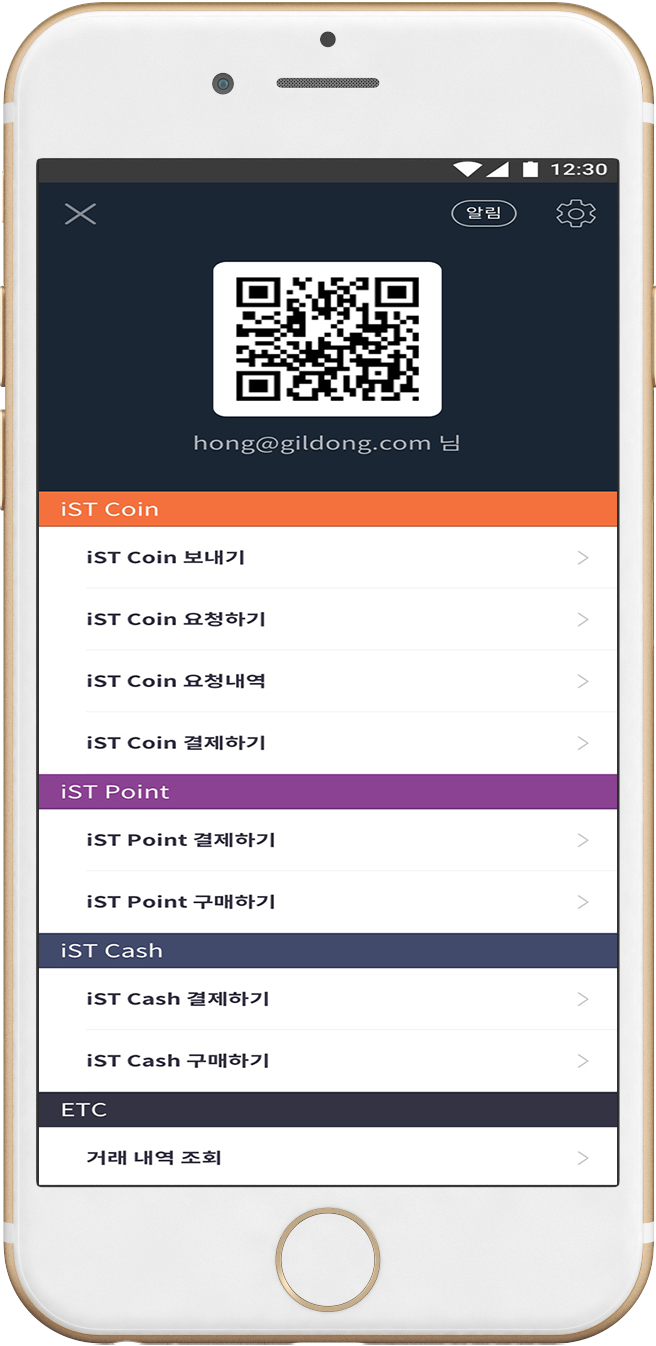 12:30
알림
hong@gildong.com 님
iST Coin
iST Coin 보내기
iST Coin 요청하기
iST Coin 요청내역
iST Coin 결제하기
iST Point
iST Point 결제하기
iST Point 구매하기
iST Cash
iST Cash 결제하기
iST Cash 구매하기
ETC
거래 내역 조회